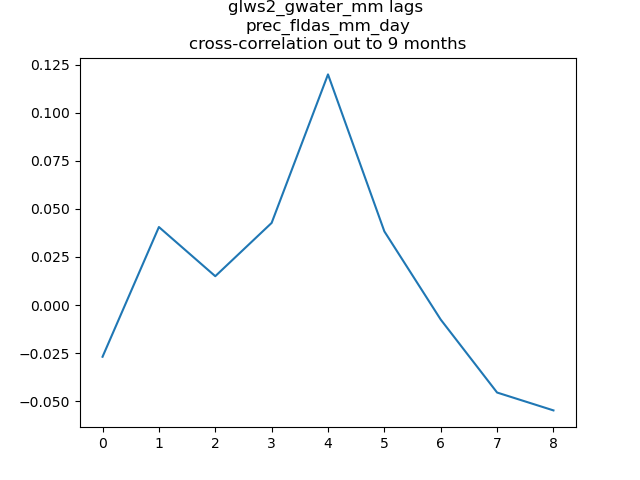 glws2_gwater_mm lags
prec_fldas_mm_day
cross-correlation out to 9 months
0.125
0.100
0.075
0.050
0.025
0.000
−0.025
−0.050
0 1 2 3 4 5 6 7 8